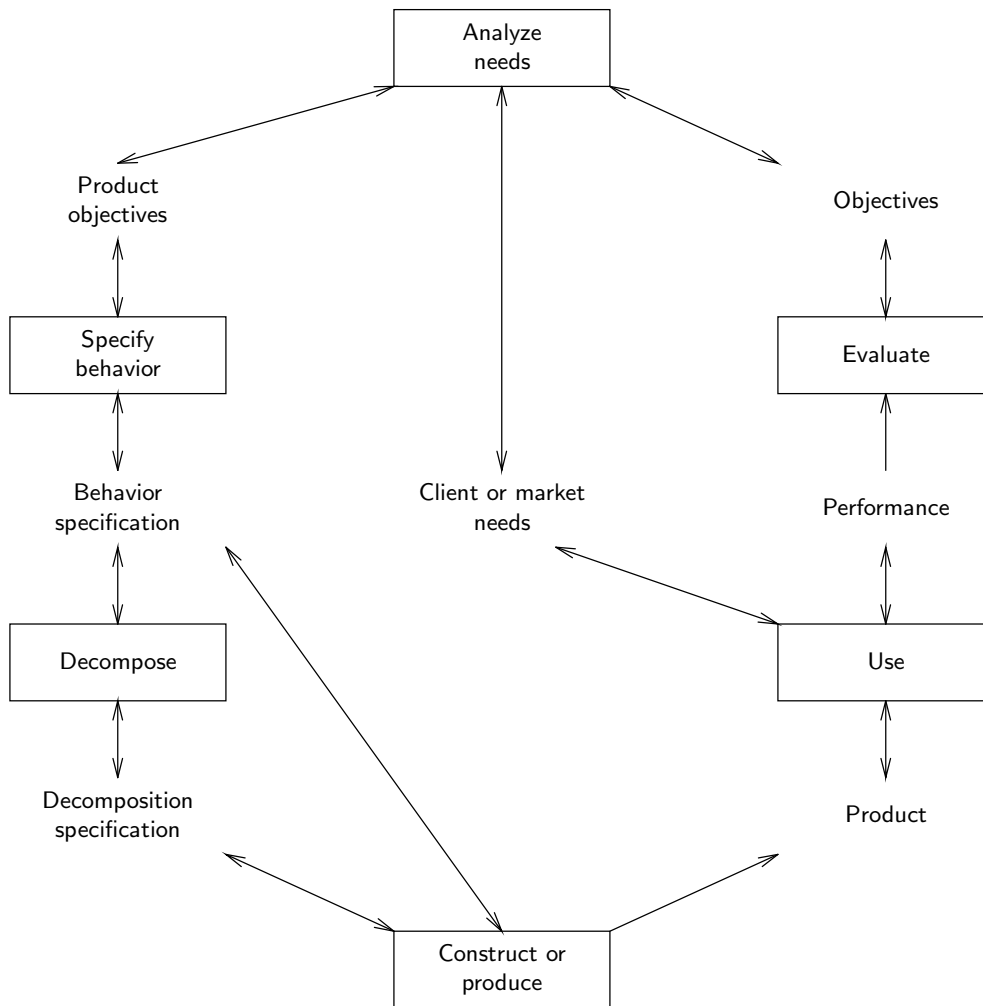 Analyze
needs
Product
objectives
Objectives
Specify
behavior
Evaluate
Behavior
specification
Client or market
needs
Performance
Decompose
Use
Decomposition
specification
Product
Construct or
produce